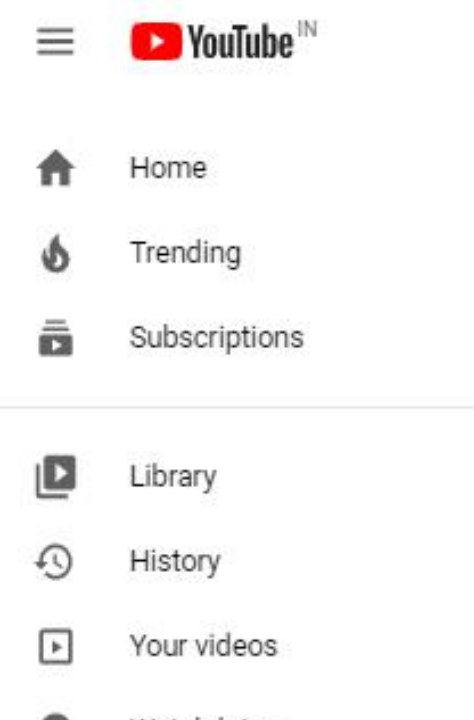 YouTube IN
Home
Trending
Subscriptions
Library
History
Your videos